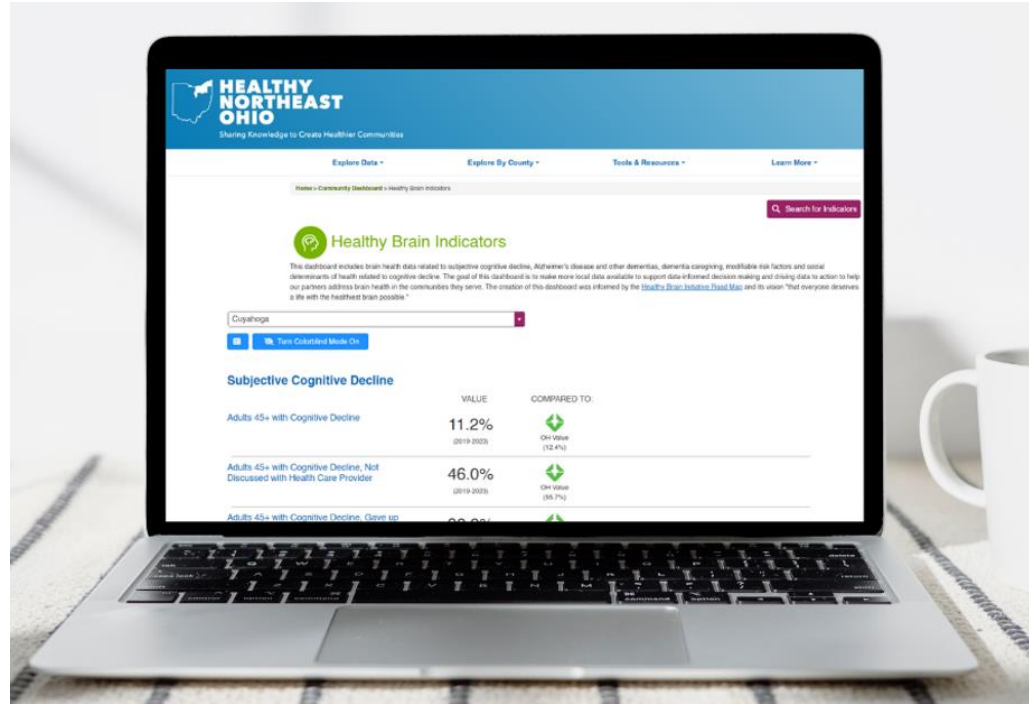 HEALTHY
NORTHEAST
OHIO
Sharing Knowledge to Create Healthier Communities
Explore Data
Explore By County
Tools & Resources
Learn More
Home > Community Dashboard > Healthy Brain Indicators
Search for Indicators
Healthy Brain Indicators
This dashboard includes brain health data related to subjective cognitive decline, Alzheimer's disease and other dementias, dementia caregiving, modifiable risk factors and social
determinants of health related to cognitive decline. The goal of this dashboard is to make more local data available to support data-informed decision making and driving data to action to help
our partners address brain health in the communities they serve. The creation of this dashboard was informed by the Healthy Brain Initiative Road Map and its vision "that everyone deserves
a life with the healthiest brain possible."
Cuyahoga
Turn Colorblind Mode On
Subjective Cognitive Decline
VALUE COMPARED TO:
Adults 45+ with Cognitive Decline
11.2%
(2019-2023)
OH Value
(12.4%)
Adults 45+ with Cognitive Decline, Not
Discussed with Health Care Provider
46.0%
(2019-2023)
OH Value
Adults 45+ with Cognitive Decline, Gave up
delete
return
command
option